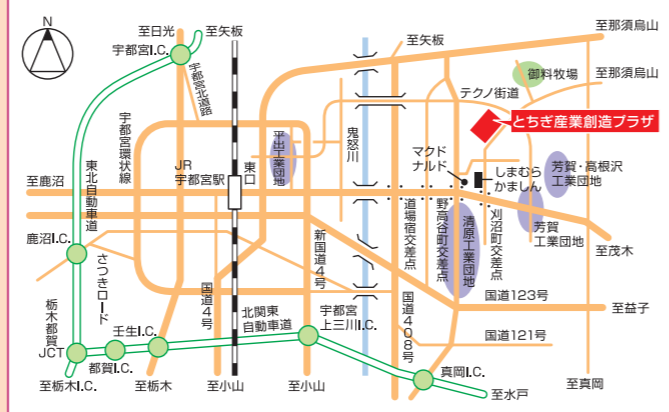 N
至日光
至矢板
宇都宮I.C.
宇都宮北道路
至矢板
至那須烏山
御料牧場
至那須烏山
テクノ街道
とちぎ産業創造プラザ
宇都宮環状線
東北自動車道
平出工業団地
鬼怒川
マクド
ナルド
しまむら
かましん
芳賀・高根沢
工業団地
JR
宇都宮駅
東口
至鹿沼
鹿沼I.C.
さつきロード
新国道4号
道場宿交差点
野高谷町交差点
清原工業団地
刈沼町交差点
芳賀
工業団地
至茂木
国道4号
国道408号
国道123号
至益子
国道121号
栃木都賀
JCT
壬生I.C.
都賀I.C.
北関東
自動車道
宇都宮
上三川I.C.
真岡I.C.
至栃木I.C.
至栃木
至小山
至小山
至水戸
至真岡